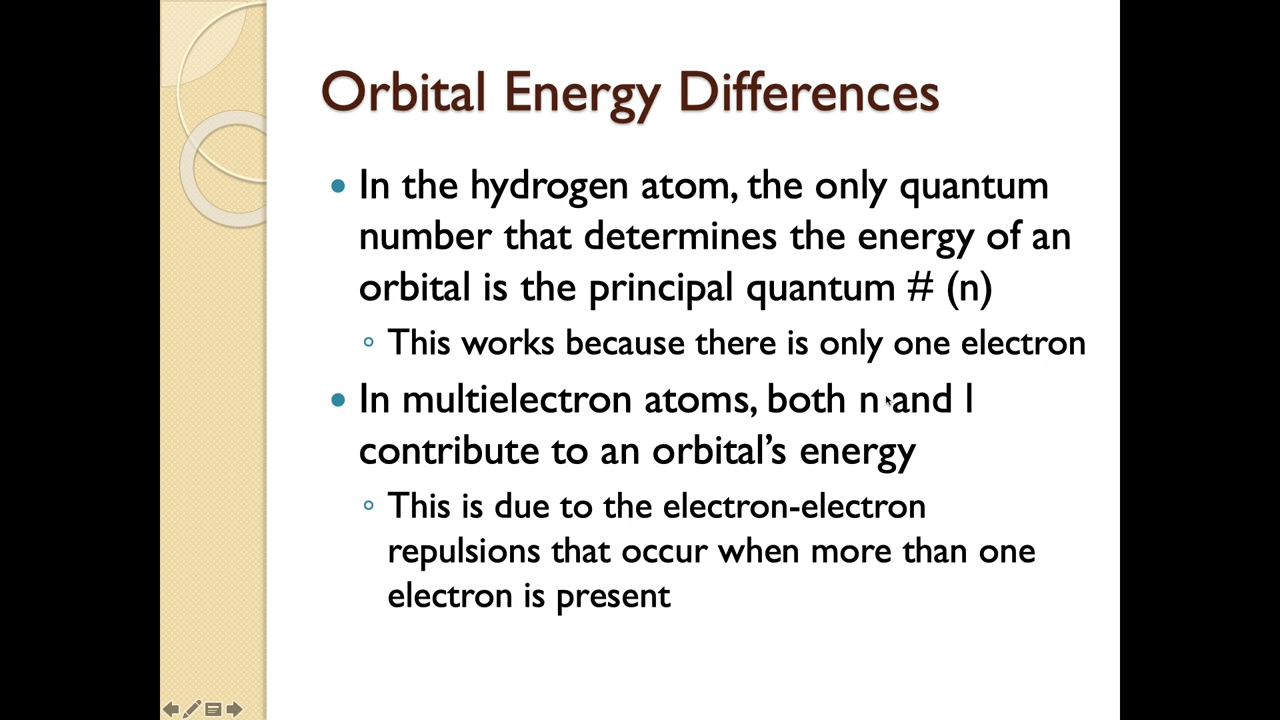 Orbital Energy Differences
• In the hydrogen atom, the only quantum
number that determines the energy of an
orbital is the principal quantum # (n)
◦ This works because there is only one electron
• In multielectron atoms, both n and l
contribute to an orbital’s energy
◦ This is due to the electron-electron
repulsions that occur when more than one
electron is present